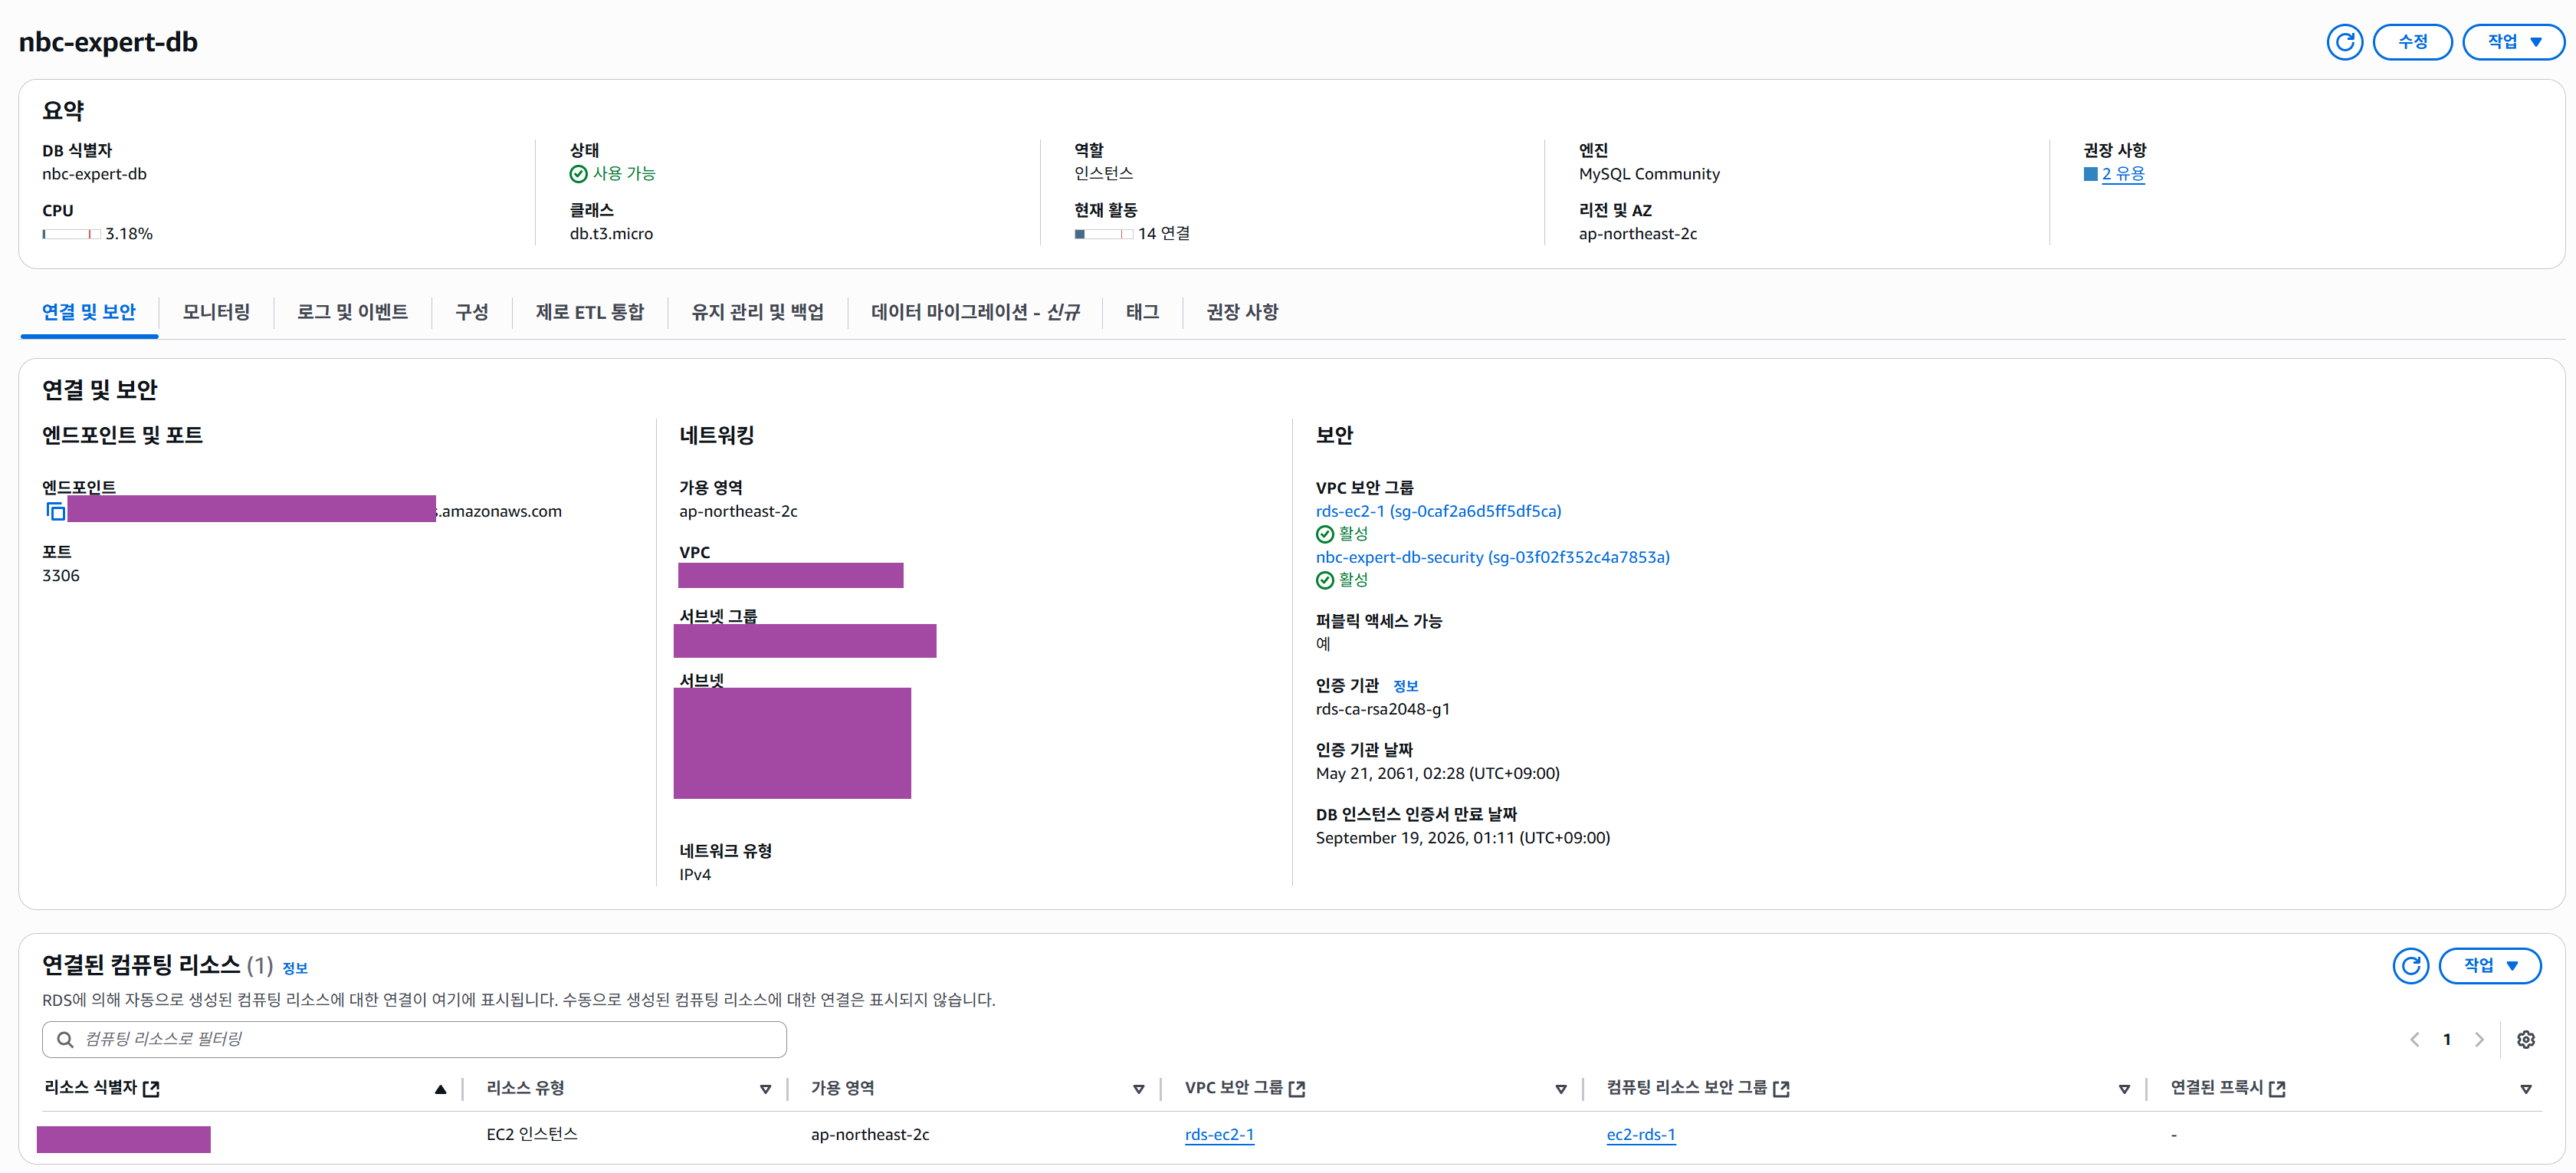 nbc-expert-db
수정
작업
요약
DB 식별자
nbc-expert-db
CPU
3.18%
상태
사용 가능
클래스
db.t3.micro
역할
인스턴스
현재 활동
14 연결
엔진
MySQL Community
리전 및 AZ
ap-northeast-2c
권장 사항
2 유용
연결 및 보안
모니터링
로그 및 이벤트
구성
제로 ETL 통합
유지 관리 및 백업
데이터 마이그레이션 - 신규
태그
권장 사항
연결 및 보안
엔드포인트 및 포트
엔드포인트
.amazonaws.com
포트
3306
네트워킹
가용 영역
ap-northeast-2c
VPC
서브넷 그룹
서브넷
네트워크 유형
IPv4
보안
VPC 보안 그룹
rds-ec2-1 (sg-0caf2a6d5ff5df5ca)
활성
nbc-expert-db-security (sg-03f02f352c4a7853a)
활성
퍼블릭 액세스 가능
예
인증 기관 정보
rds-ca-rsa2048-g1
인증 기관 날짜
May 21, 2061, 02:28 (UTC+09:00)
DB 인스턴스 인증서 만료 날짜
September 19, 2026, 01:11 (UTC+09:00)
연결된 컴퓨팅 리소스 (1) 정보
작업
RDS에 의해 자동으로 생성된 컴퓨팅 리소스에 대한 연결이 여기에 표시됩니다. 수동으로 생성된 컴퓨팅 리소스에 대한 연결은 표시되지 않습니다.
컴퓨팅 리소스로 필터링
1
리소스 식별자 리소스 유형 가용 영역 VPC 보안 그룹 컴퓨팅 리소스 보안 그룹 연결된 프록시
EC2 인스턴스 ap-northeast-2c rds-ec2-1 ec2-rds-1 -